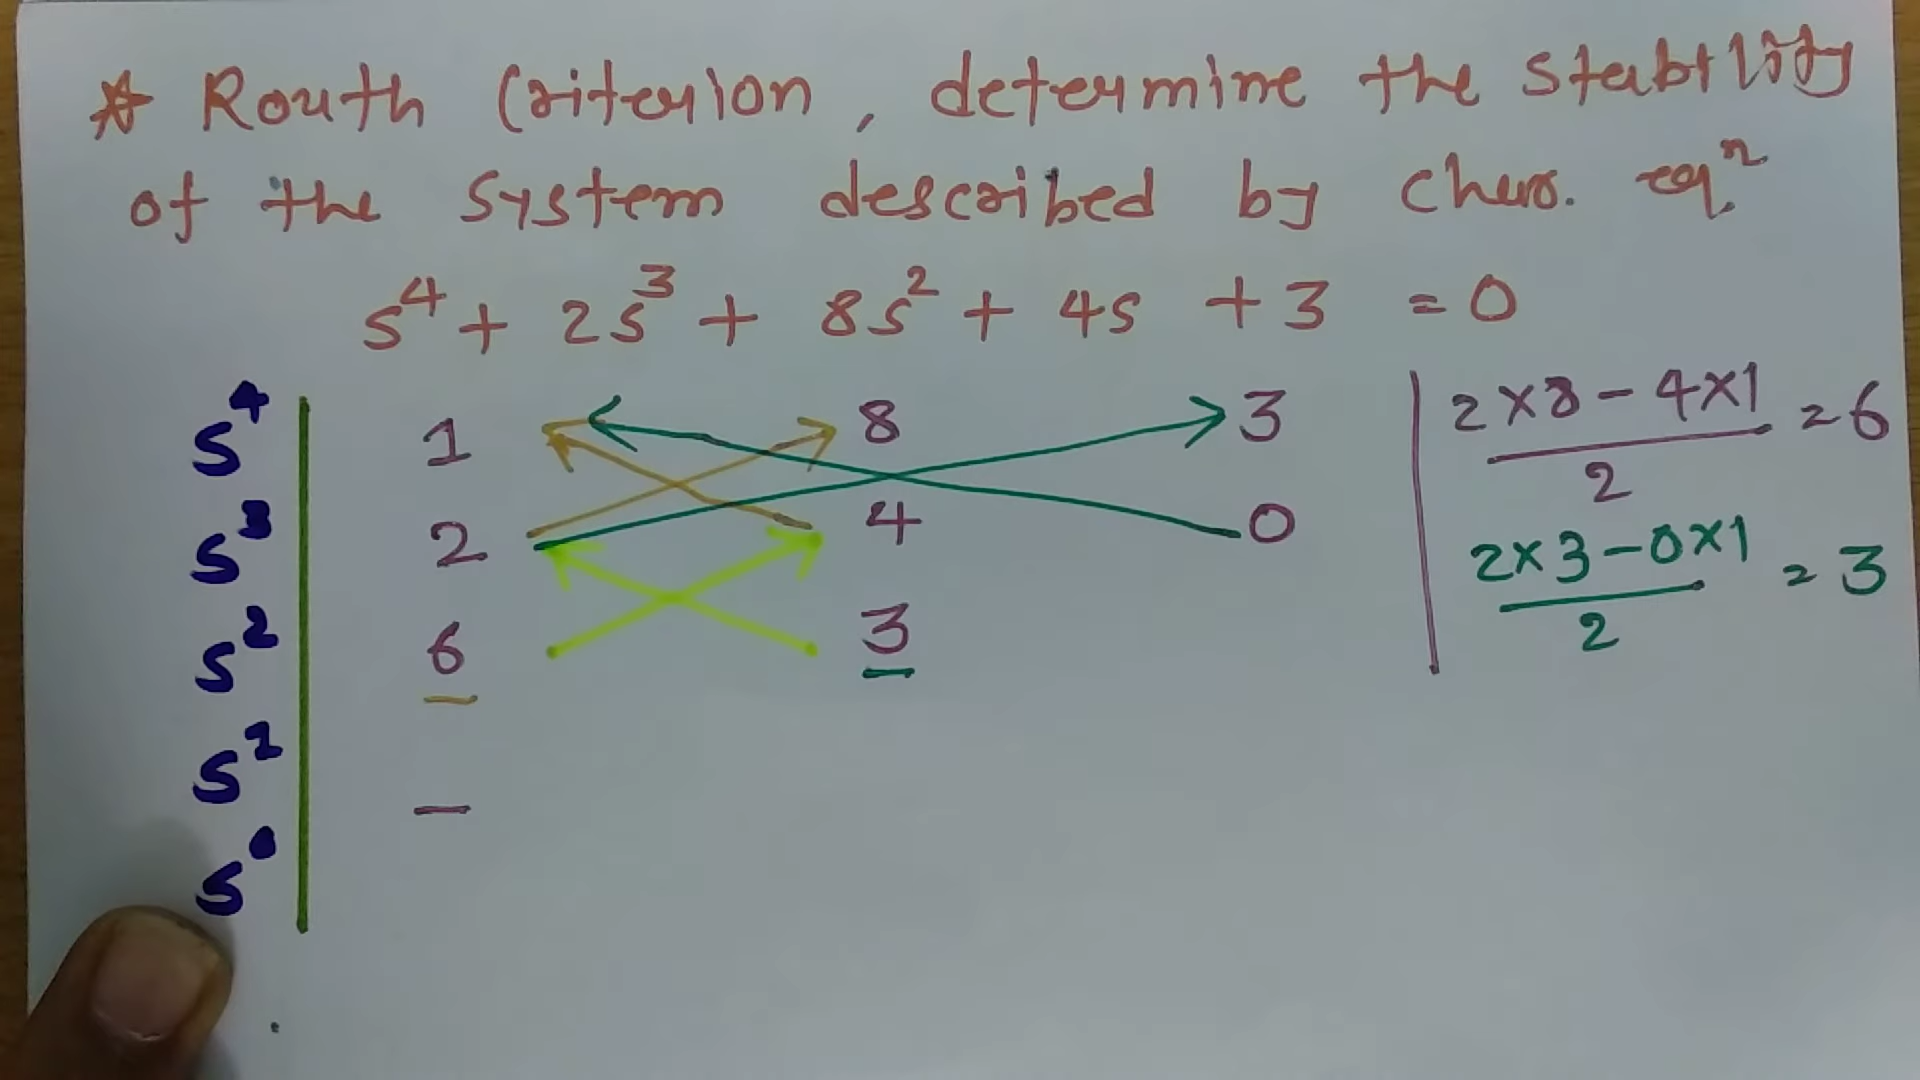 * Routh Criterion, determine the stability
of the system described by char. eqⁿ
s⁴ + 2s³ + 8s² + 4s + 3 = 0
s⁴ 1 8 3
s³ 2 4 0
s² 6 3
s¹ –
s⁰
2×8 – 4×1 / 2 = 6
2×3 – 0×1 / 2 = 3